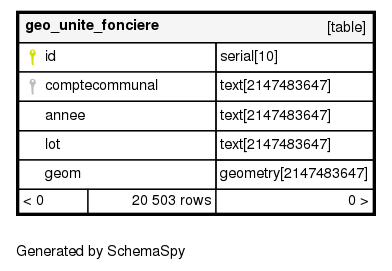 geo_unite_fonciere [table]
id serial[10]
comptecommunal text[2147483647]
annee text[2147483647]
lot text[2147483647]
geom geometry[2147483647]
< 0 20 503 rows 0 >
Generated by SchemaSpy